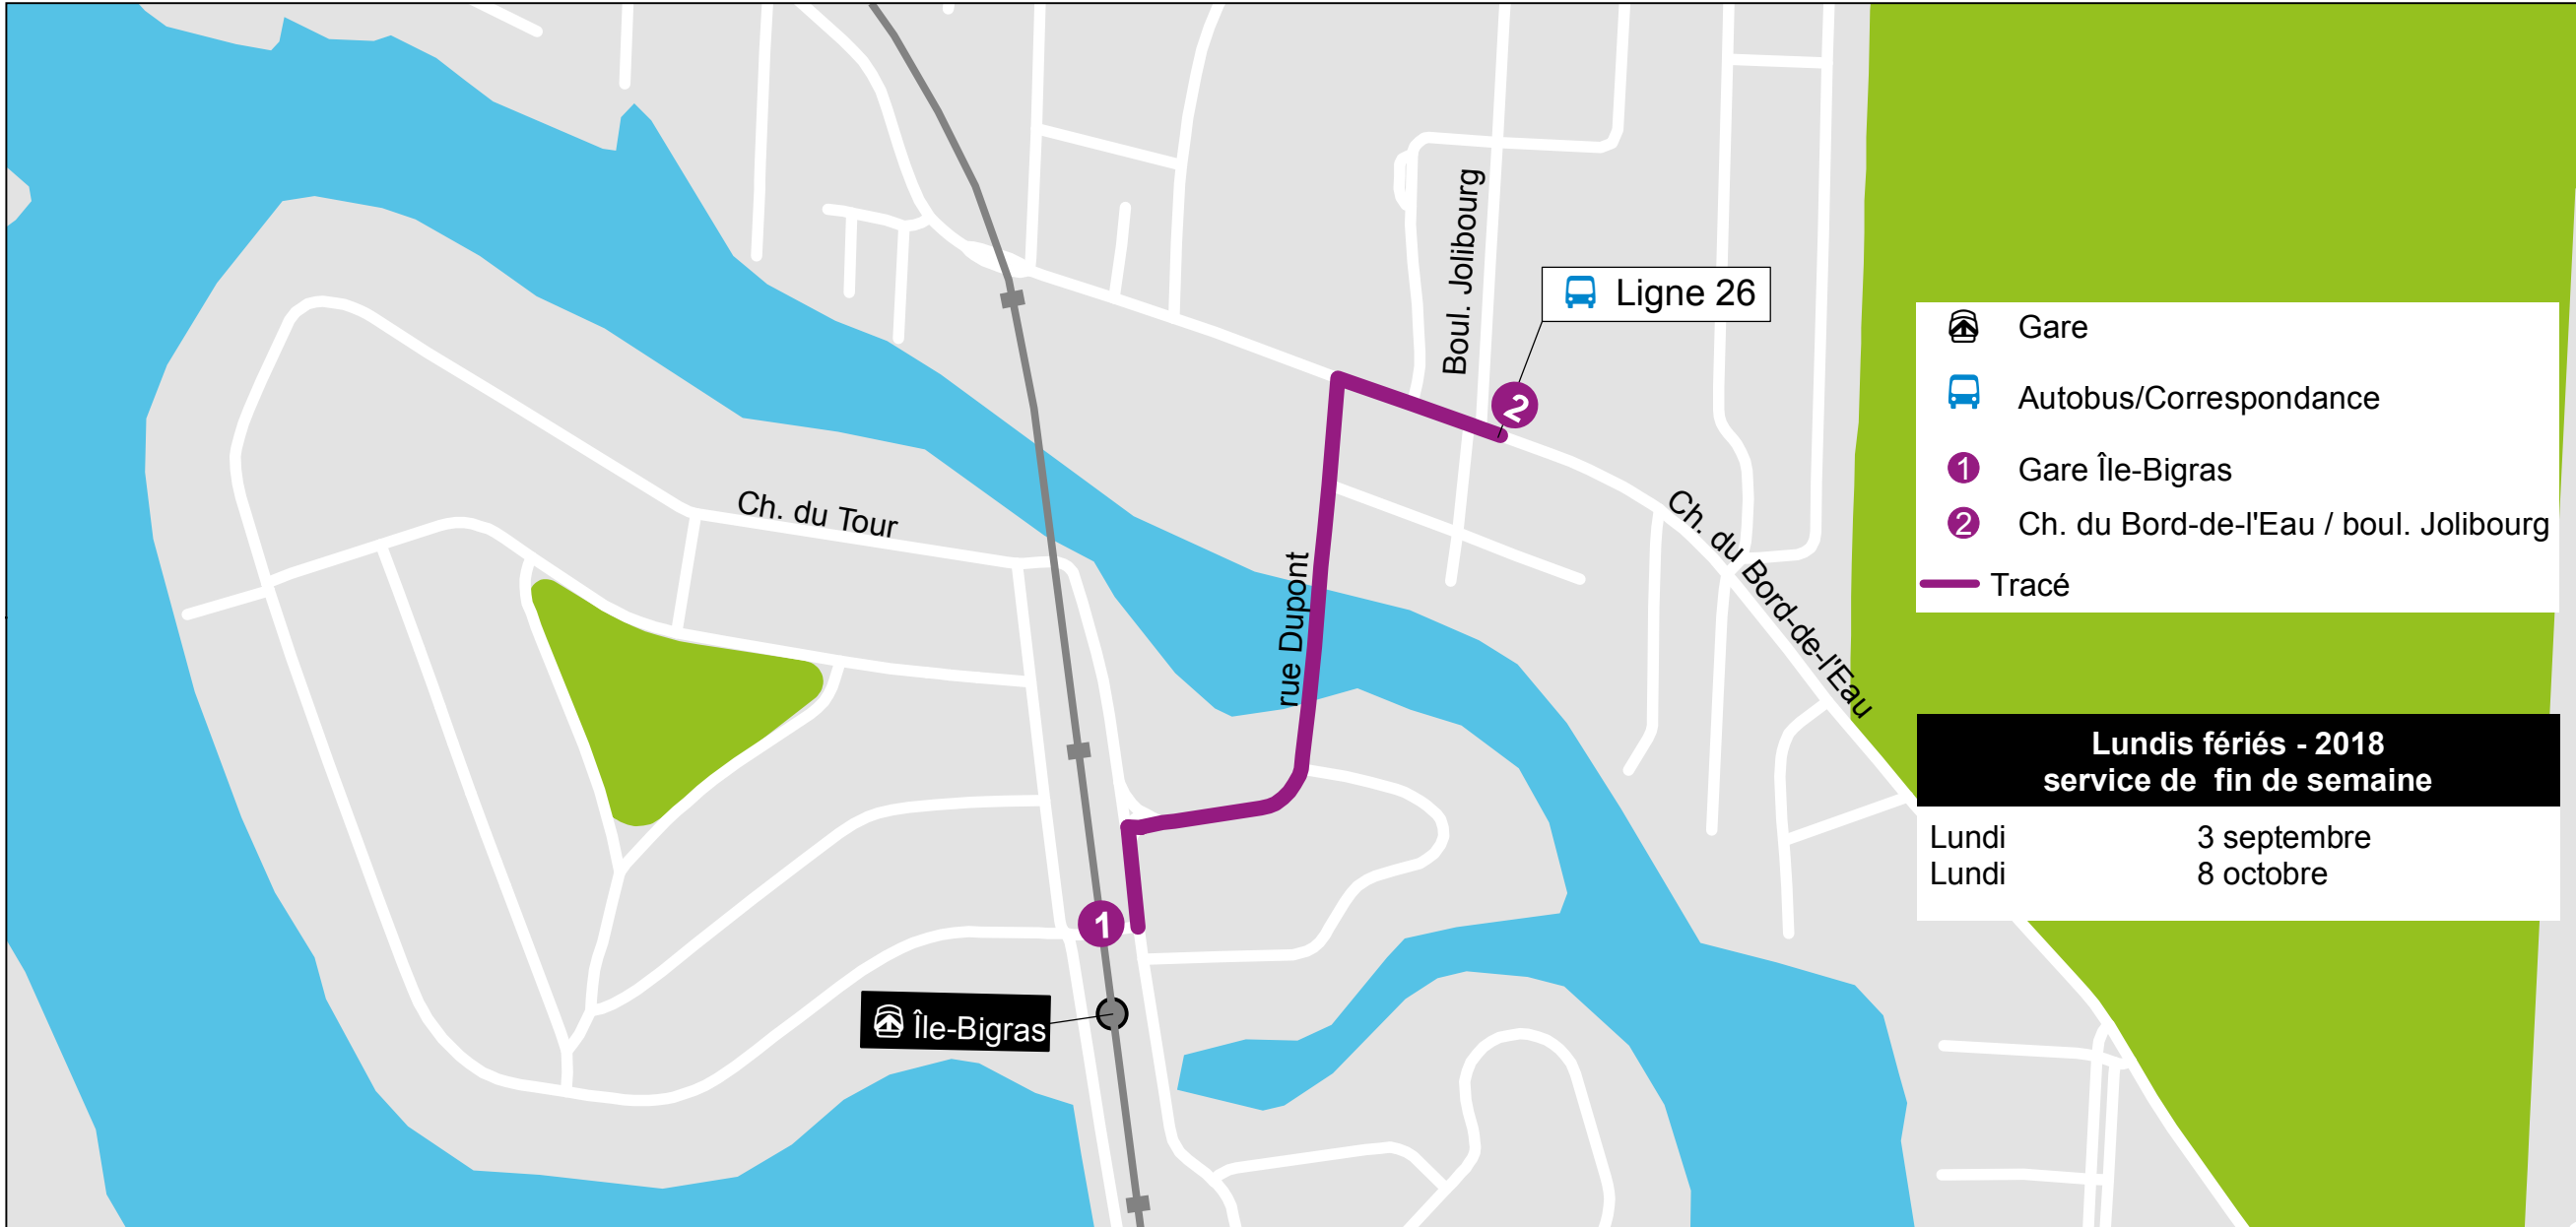 Boul. Jolibourg
Ligne 26
2
Ch. du Tour
rue Dupont
Ch. du Bord-de-l'Eau
1
Île-Bigras
Gare
Autobus/Correspondance
1 Gare Île-Bigras
2 Ch. du Bord-de-l'Eau / boul. Jolibourg
Tracé
Lundis fériés - 2018
service de fin de semaine
Lundi 3 septembre
Lundi 8 octobre